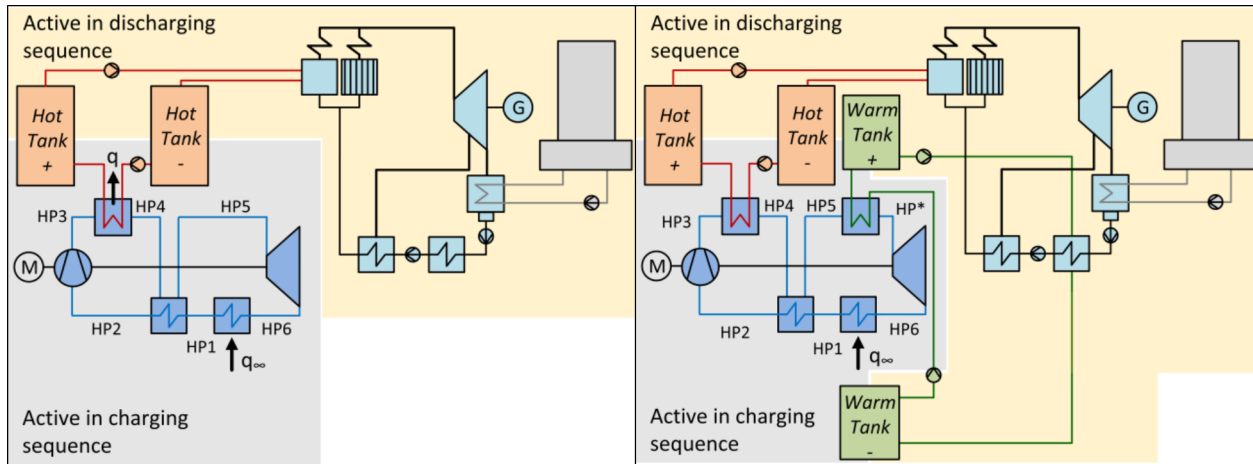 Active in discharging
sequence
Hot
Tank
+
Hot
Tank
-
G
q
HP3
HP4
HP5
M
HP2
HP1
HP6
q∞
Active in charging
sequence
Active in discharging
sequence
Hot
Tank
+
Hot
Tank
-
Warm
Tank
+
G
HP3
HP4
HP5
HP*
M
HP2
HP1
HP6
q∞
Active in charging
sequence
Warm
Tank
-